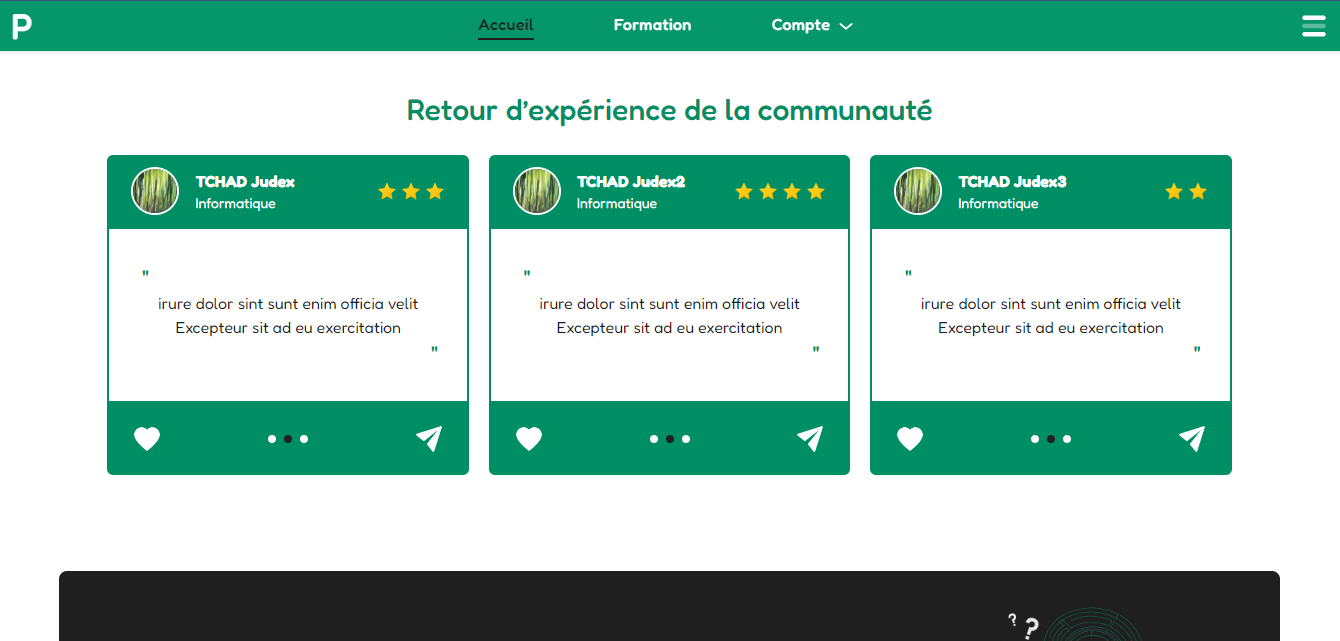 P
Accueil
Formation
Compte
Retour d’expérience de la communauté
TCHAD Judex
Informatique
"
irure dolor sint sunt enim officia velit
Excepteur sit ad eu exercitation
"
TCHAD Judex2
Informatique
"
irure dolor sint sunt enim officia velit
Excepteur sit ad eu exercitation
"
TCHAD Judex3
Informatique
"
irure dolor sint sunt enim officia velit
Excepteur sit ad eu exercitation
"
? ?